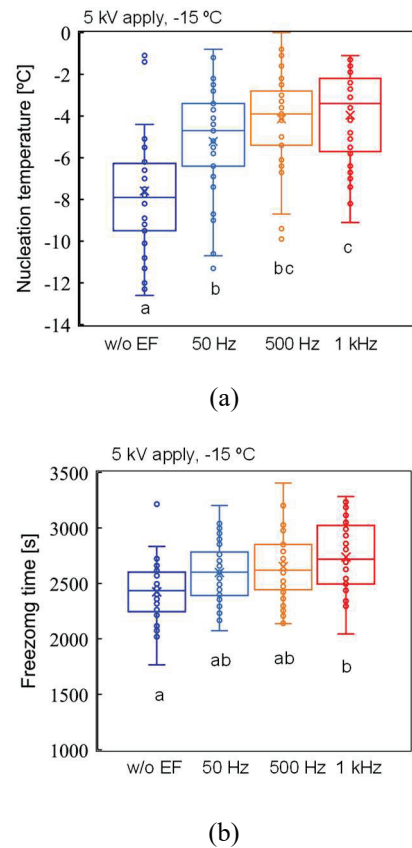 5 kV apply, -15 ºC
Nucleation temperature [ºC]
0
-2
-4
-6
-8
-10
-12
-14
a
b
bc
c
w/o EF 50 Hz 500 Hz 1 kHz
(a)
5 kV apply, -15 ºC
Freezomg time [s]
3500
3000
2500
2000
1500
1000
a
ab
ab
b
w/o EF 50 Hz 500 Hz 1 kHz
(b)